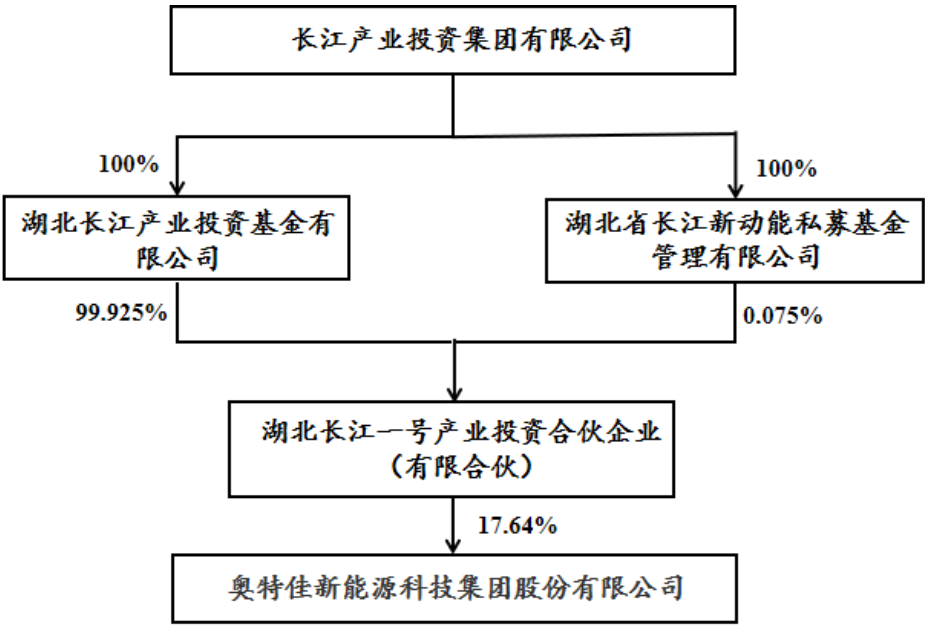 长江产业投资集团有限公司
100%
100%
湖北长江产业投资基金有
限公司
湖北省长江新动能私募基金
管理有限公司
99.925%
0.075%
湖北长江一号产业投资合伙企业
（有限合伙）
17.64%
奥特佳新能源科技集团股份有限公司